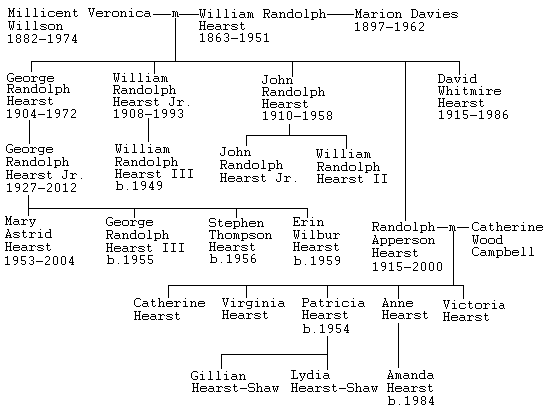 Millicent Veronica—m—William Randolph—Marion Davies
Willson Hearst 1897–1962
1882–1974 1863–1951
George William John David
Randolph Randolph Randolph Whitmire
Hearst Hearst Jr. Hearst Hearst
1904–1972 1908–1993 1910–1958 1915–1986
George William John William
Randolph Randolph Randolph Randolph
Hearst Jr. Hearst III Hearst Jr. Hearst II
1927–2012 b.1949
Mary George Stephen Erin Randolph—m—Catherine
Astrid Randolph Thompson Wilbur Apperson Wood
Hearst Hearst III Hearst Hearst Hearst Campbell
1953–2004 b.1955 b.1956 b.1959 1915–2000
Catherine Virginia Patricia Anne Victoria
Hearst Hearst Hearst Hearst Hearst
b.1954
Gillian Lydia Amanda
Hearst-Shaw Hearst-Shaw Hearst
b.1984